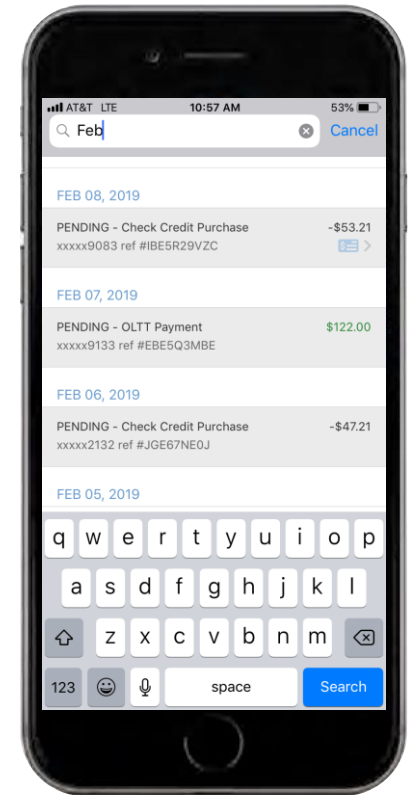 AT&T LTE 10:57 AM 53%
Feb Cancel
FEB 08, 2019
PENDING - Check Credit Purchase -$53.21
xxxxx9083 ref #IBE5R29VZC
FEB 07, 2019
PENDING - OLTT Payment $122.00
xxxxx9133 ref #EBE5Q3MBE
FEB 06, 2019
PENDING - Check Credit Purchase -$47.21
xxxxx2132 ref #JGE67NE0J
FEB 05, 2019
q w e r t y u i o p
a s d f g h j k l
z x c v b n m
123 space Search